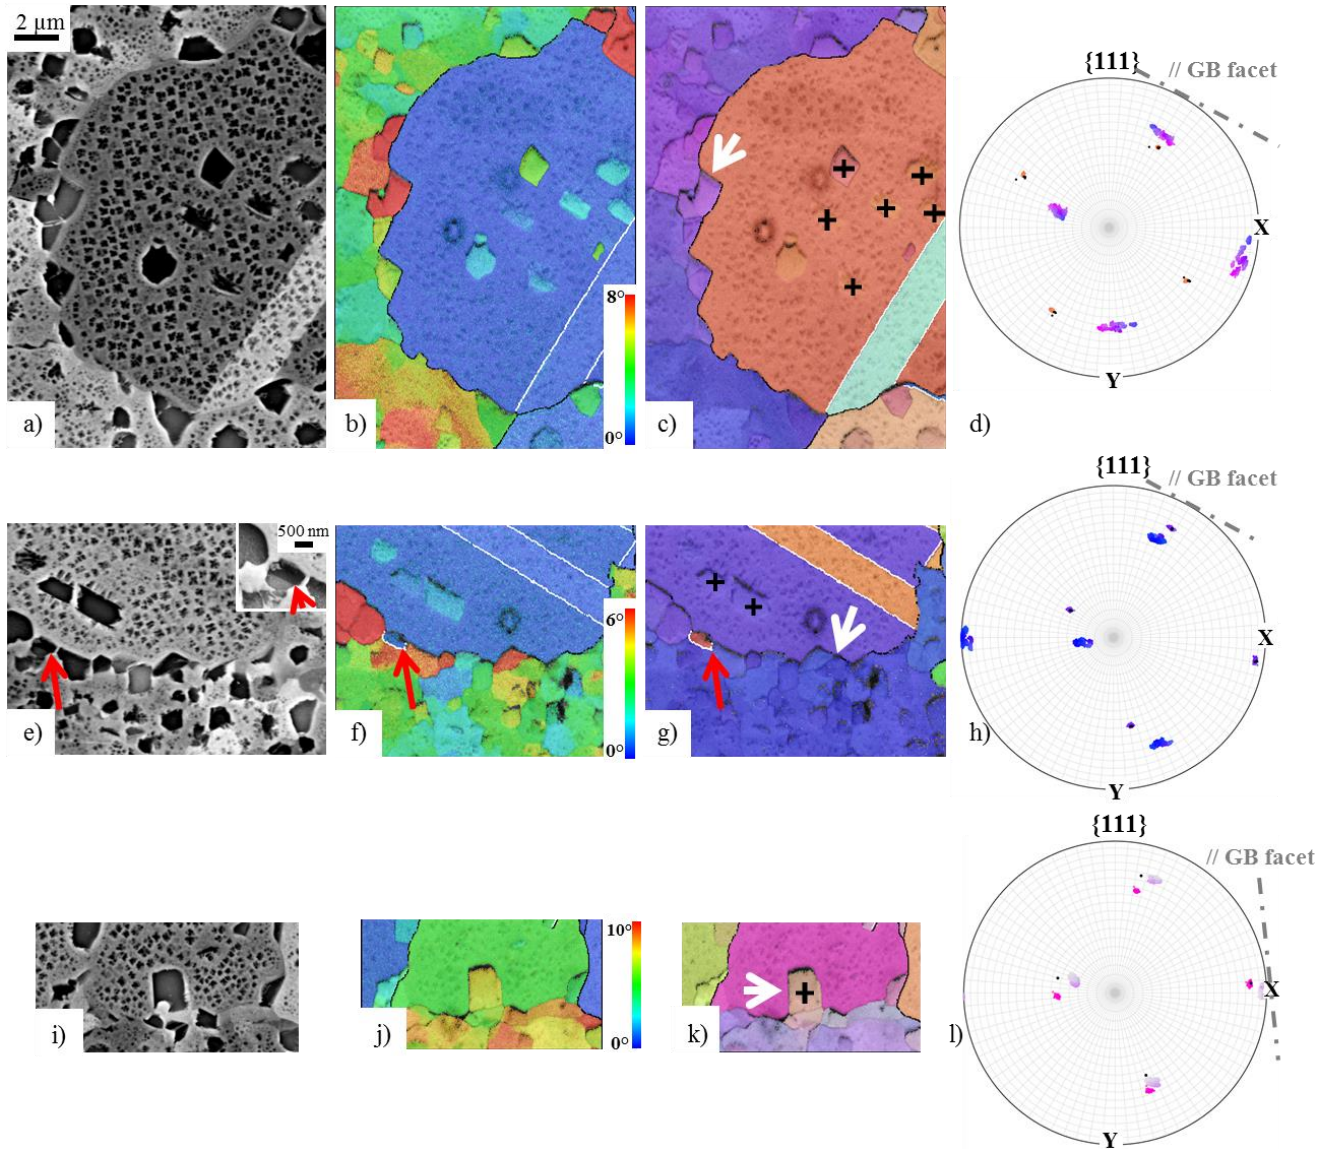 2 µm
a)
b)
8°
0°
c)
{111}
// GB facet
X
Y
d)
500 nm
e)
f)
6°
0°
g)
{111}
// GB facet
X
Y
h)
i)
j)
10°
0°
k)
{111}
// GB facet
X
Y
l)